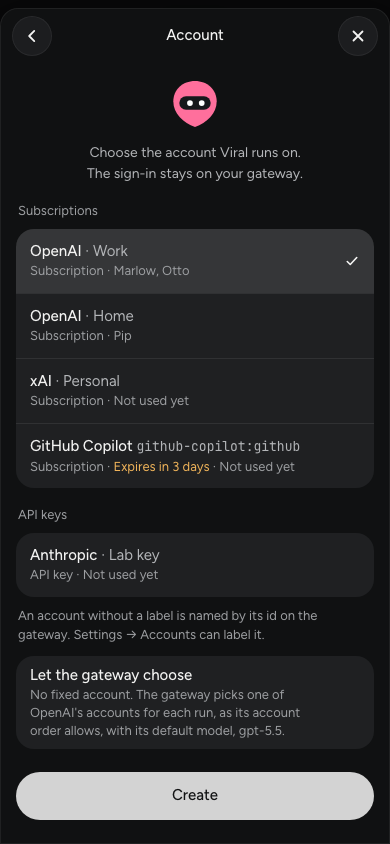 Account
Choose the account Viral runs on.
The sign-in stays on your gateway.
Subscriptions
OpenAI · Work
Subscription · Marlow, Otto
OpenAI · Home
Subscription · Pip
xAI · Personal
Subscription · Not used yet
GitHub Copilot github-copilot:github
Subscription · Expires in 3 days · Not used yet
API keys
Anthropic · Lab key
API key · Not used yet
An account without a label is named by its id on the
gateway. Settings → Accounts can label it.
Let the gateway choose
No fixed account. The gateway picks one of
OpenAI's accounts for each run, as its account
order allows, with its default model, gpt-5.5.
Create